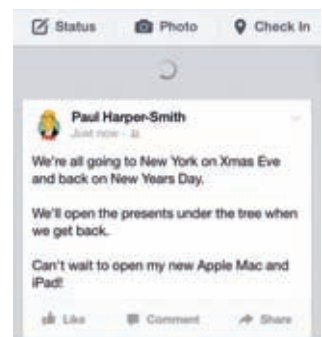 Status Photo Check In
Paul Harper-Smith
Just now
We're all going to New York on Xmas Eve
and back on New Years Day.
We'll open the presents under the tree when
we get back.
Can't wait to open my new Apple Mac and
iPad!
Like Comment Share